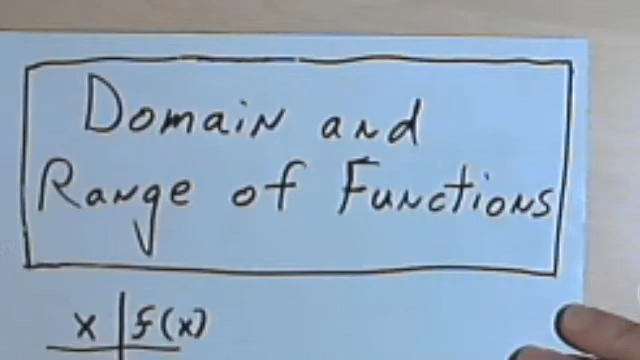 Domain and
Range of Functions
x | f(x)